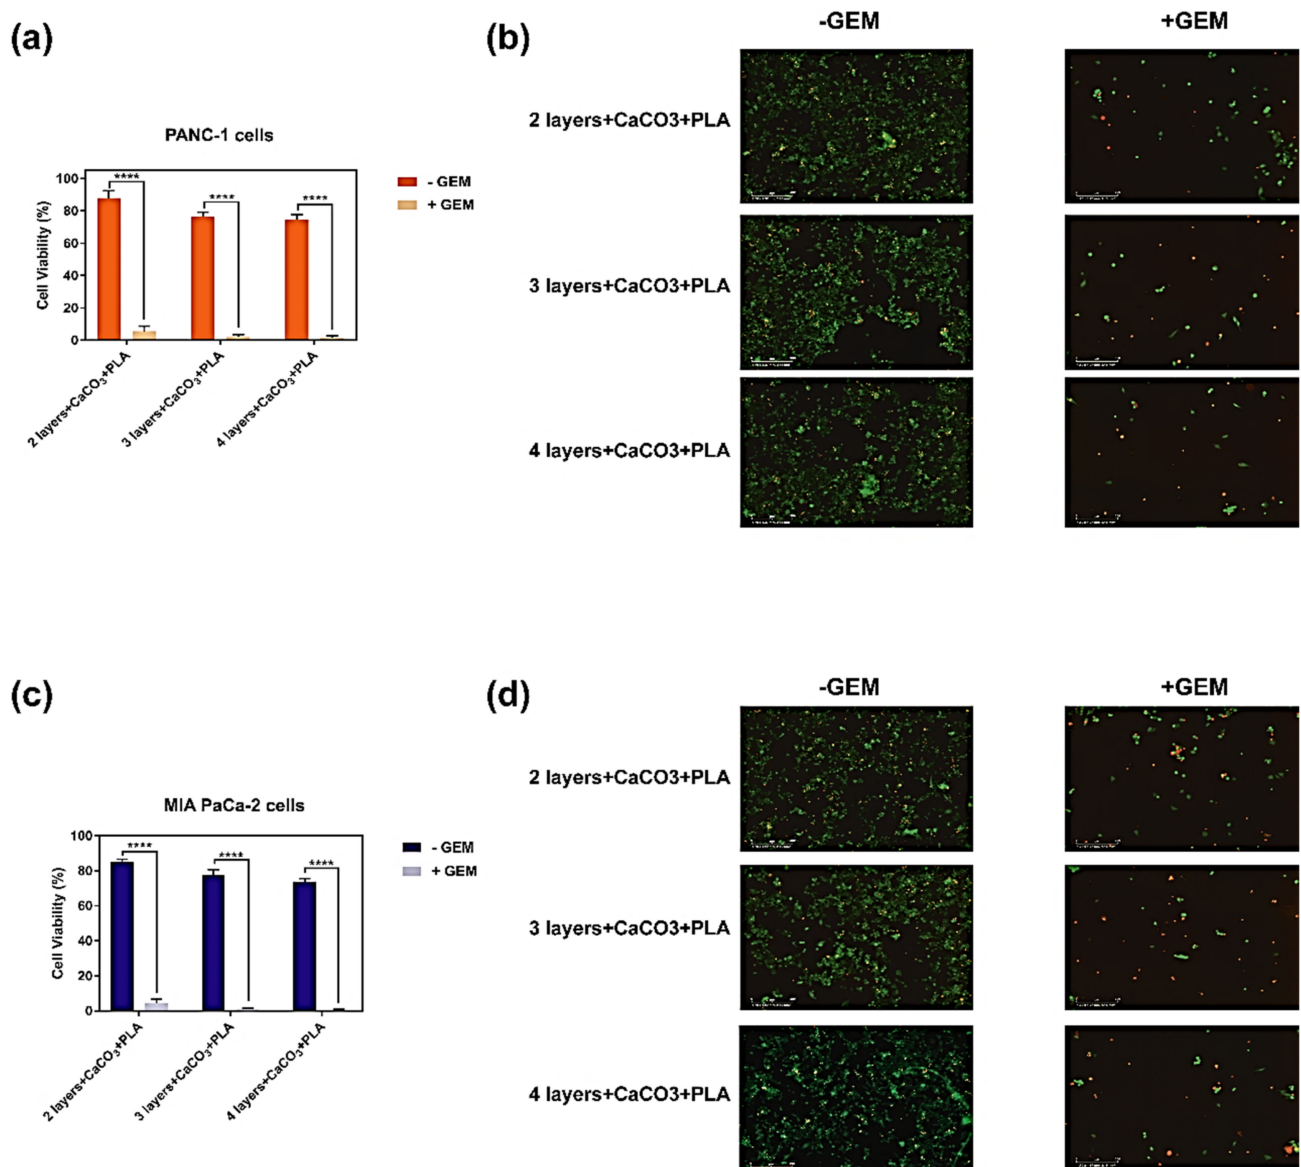 (a)
PANC-1 cells
Cell Viability (%)
100
80
60
40
20
0
****
****
****
- GEM
+ GEM
2 layers+CaCO₃+PLA
3 layers+CaCO₃+PLA
4 layers+CaCO₃+PLA
(b)
-GEM
+GEM
2 layers+CaCO3+PLA
3 layers+CaCO3+PLA
4 layers+CaCO3+PLA
(c)
MIA PaCa-2 cells
Cell Viability (%)
100
80
60
40
20
0
****
****
****
- GEM
+ GEM
2 layers+CaCO₃+PLA
3 layers+CaCO₃+PLA
4 layers+CaCO₃+PLA
(d)
-GEM
+GEM
2 layers+CaCO3+PLA
3 layers+CaCO3+PLA
4 layers+CaCO3+PLA